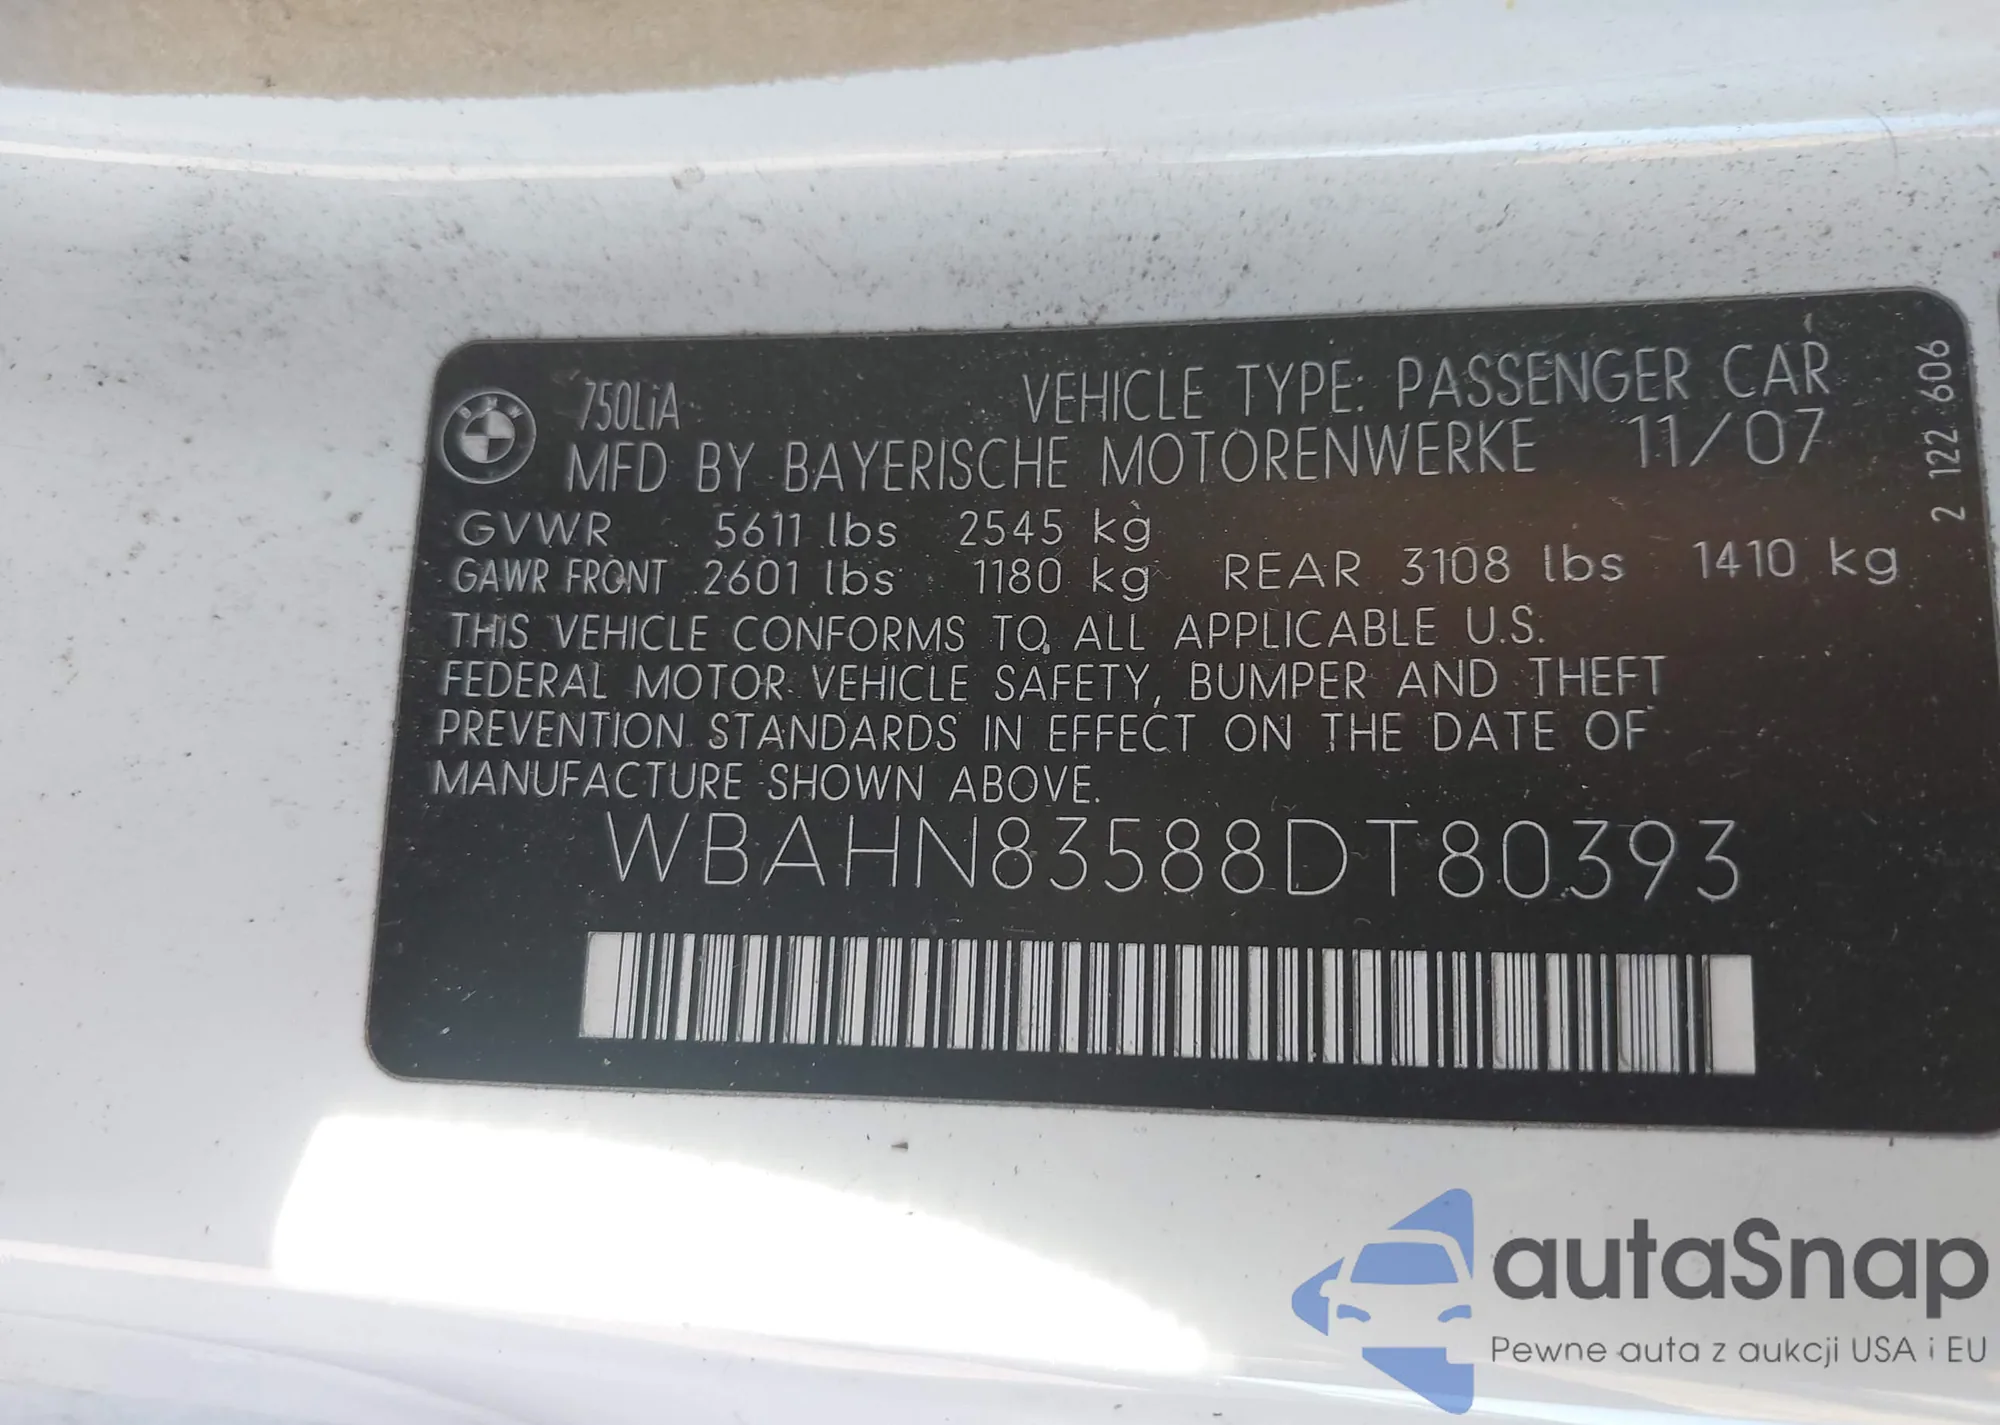 BMW
750LiA
VEHICLE TYPE: PASSENGER CAR
MFD BY BAYERISCHE MOTORENWERKE 11/07
GVWR 5611 lbs 2545 kg
GAWR FRONT 2601 lbs 1180 kg REAR 3108 lbs 1410 kg
THIS VEHICLE CONFORMS TO ALL APPLICABLE U.S.
FEDERAL MOTOR VEHICLE SAFETY, BUMPER AND THEFT
PREVENTION STANDARDS IN EFFECT ON THE DATE OF
MANUFACTURE SHOWN ABOVE.
WBAHN83588DT80393
2 122 606
autaSnap
Pewne auta z aukcji USA i EU